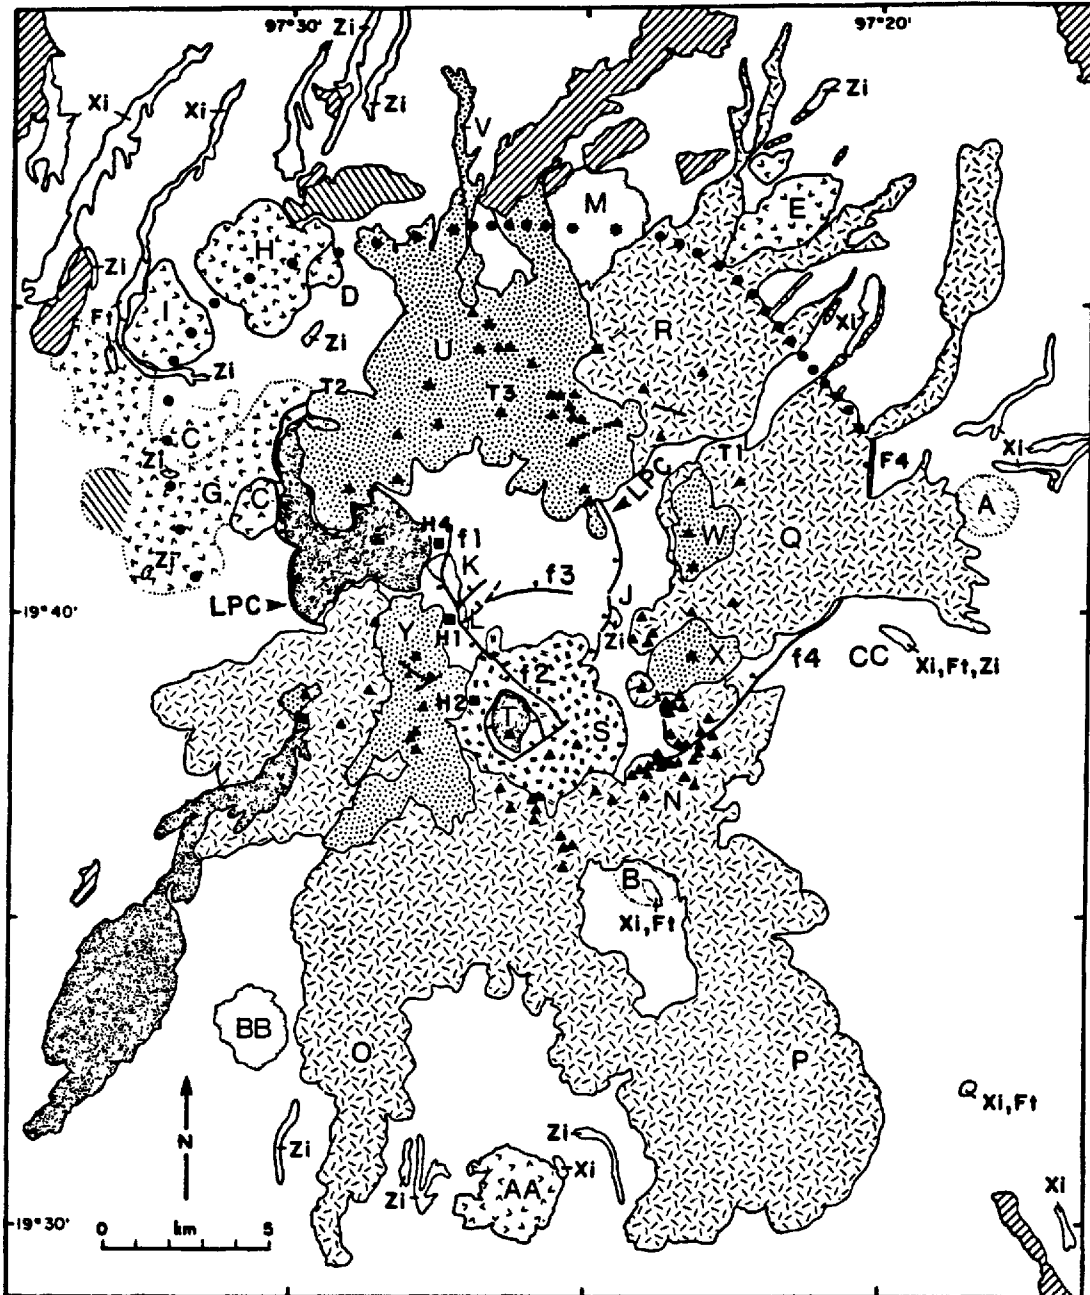 97°30'
Zi
97°20'
Xi
Xi
Zi
Zi
V
M
E
H
Zi
D
I
Ft
Zi
Zi
R
Xi
U
T2
T3
C
Zi
G
C
LPC
T1
F4
Xi
A
Q
W
H4
f1
K
f3
Zi
LPC
19°40'
L
H1
J
Zi
Y
X
f4
CC
Xi,Ft,Zi
f2
H2
T
S
N
B
Xi,Ft
BB
O
P
Xi,Ft
N
Zi
Zi
Xi
Zi
AA
Xi
19°30'
0 km 5